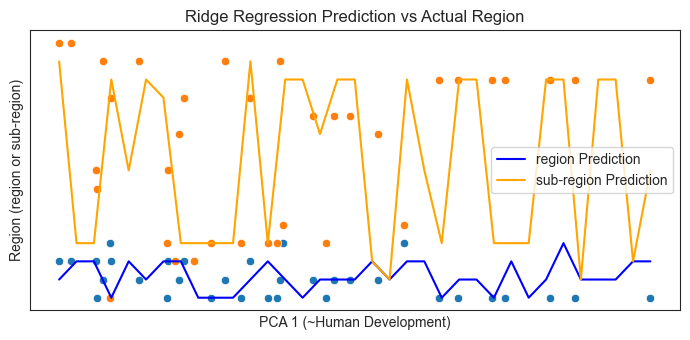 Ridge Regression Prediction vs Actual Region
Region (region or sub-region)
region Prediction
sub-region Prediction
PCA 1 (~Human Development)